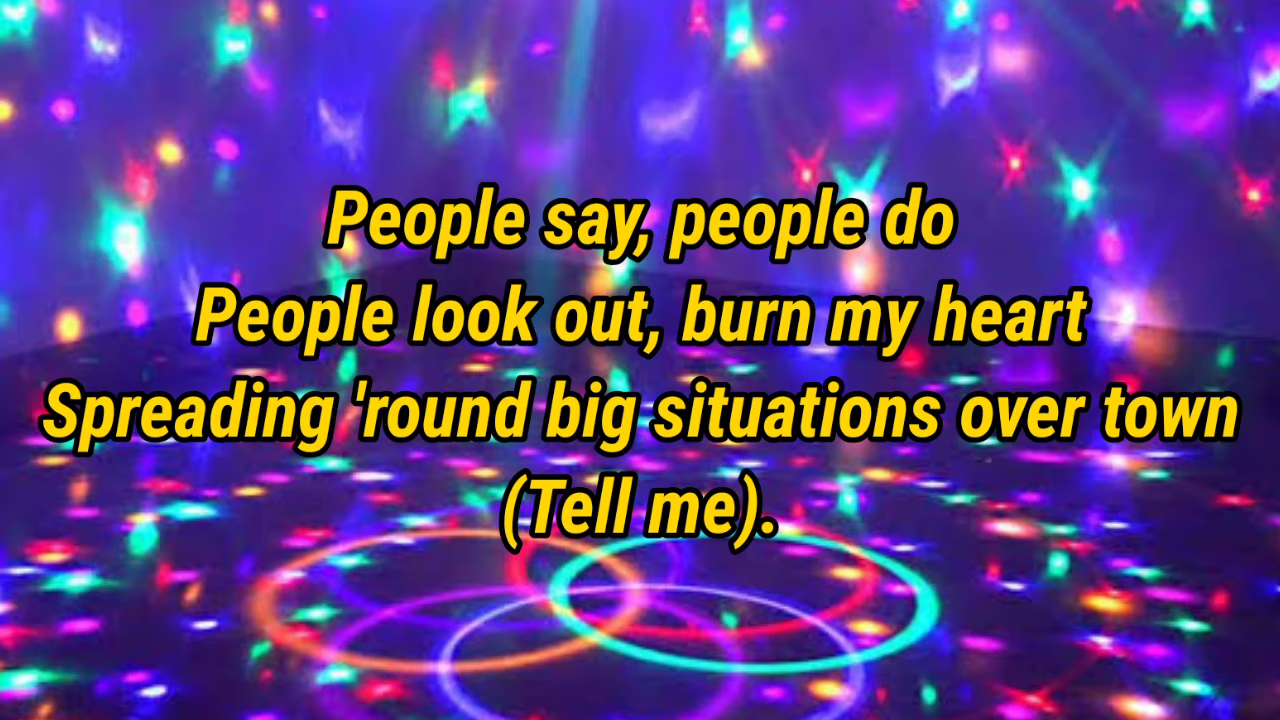 People say, people do
People look out, burn my heart
Spreading 'round big situations over town
(Tell me).